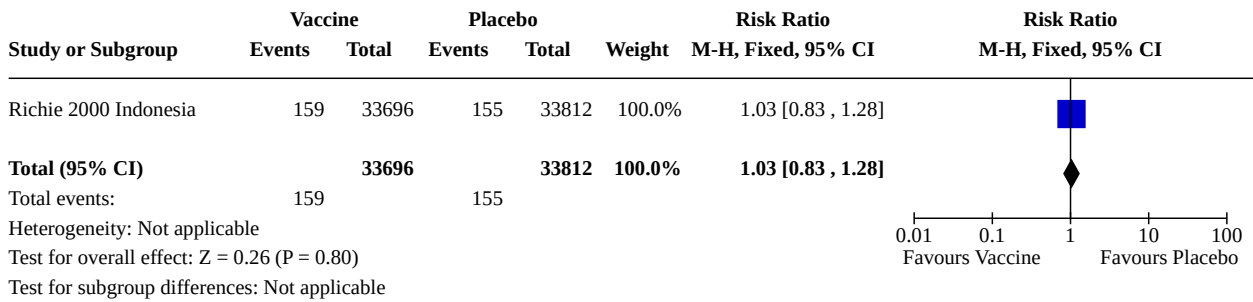 Vaccine Placebo Risk Ratio Risk Ratio
Study or Subgroup Events Total Events Total Weight M-H, Fixed, 95% CI M-H, Fixed, 95% CI
Richie 2000 Indonesia 159 33696 155 33812 100.0% 1.03 [0.83 , 1.28]
Total (95% CI) 33696 33812 100.0% 1.03 [0.83 , 1.28]
Total events: 159 155
Heterogeneity: Not applicable
0.01 0.1 1 10 100
Test for overall effect: Z = 0.26 (P = 0.80)
Favours Vaccine Favours Placebo
Test for subgroup differences: Not applicable